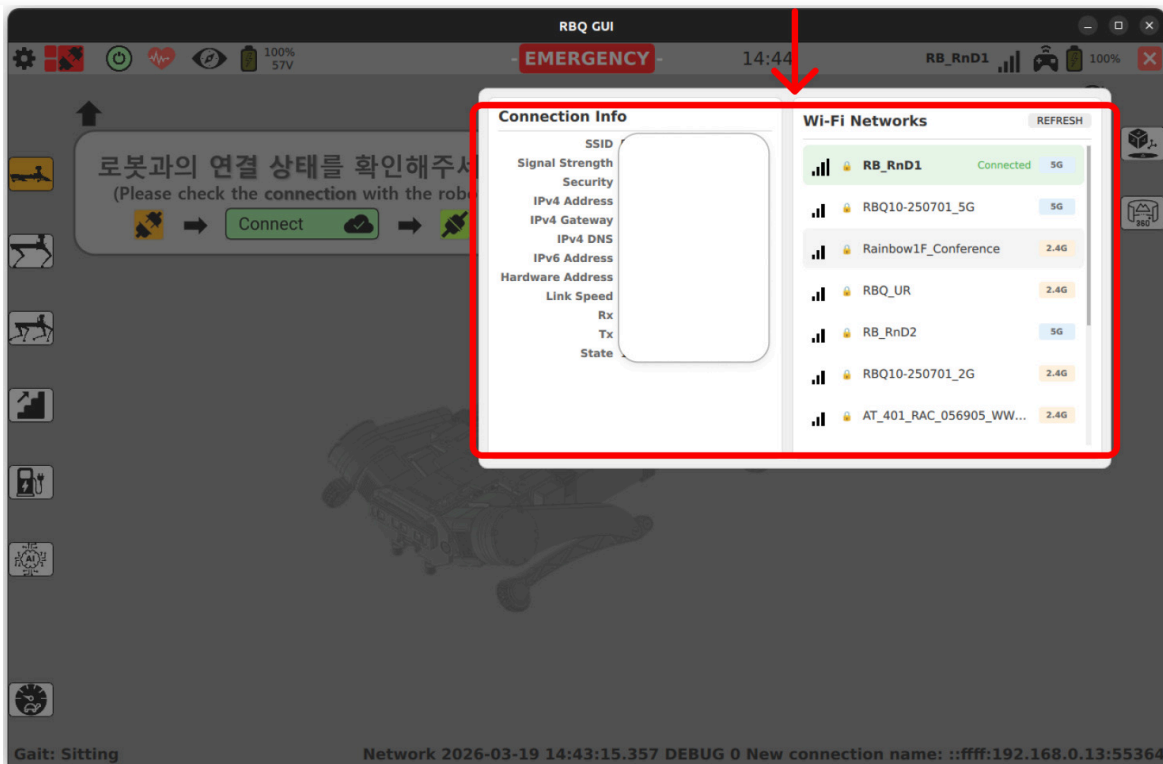 RBQ GUI
100%
57V
- EMERGENCY -
14:44
RB_RnD1
100%
로봇과의 연결 상태를 확인해주세
(Please check the connection with the robo
Connect
Connection Info
SSID
Signal Strength
Security
IPv4 Address
IPv4 Gateway
IPv4 DNS
IPv6 Address
Hardware Address
Link Speed
Rx
Tx
State
Wi-Fi Networks
REFRESH
RB_RnD1 Connected 5G
RBQ10-250701_5G 5G
Rainbow1F_Conference 2.4G
RBQ_UR 2.4G
RB_RnD2 5G
RBQ10-250701_2G 2.4G
AT_401_RAC_056905_WW... 2.4G
360°
AI
Gait: Sitting
Network 2026-03-19 14:43:15.357 DEBUG 0 New connection name: ::ffff:192.168.0.13:55364